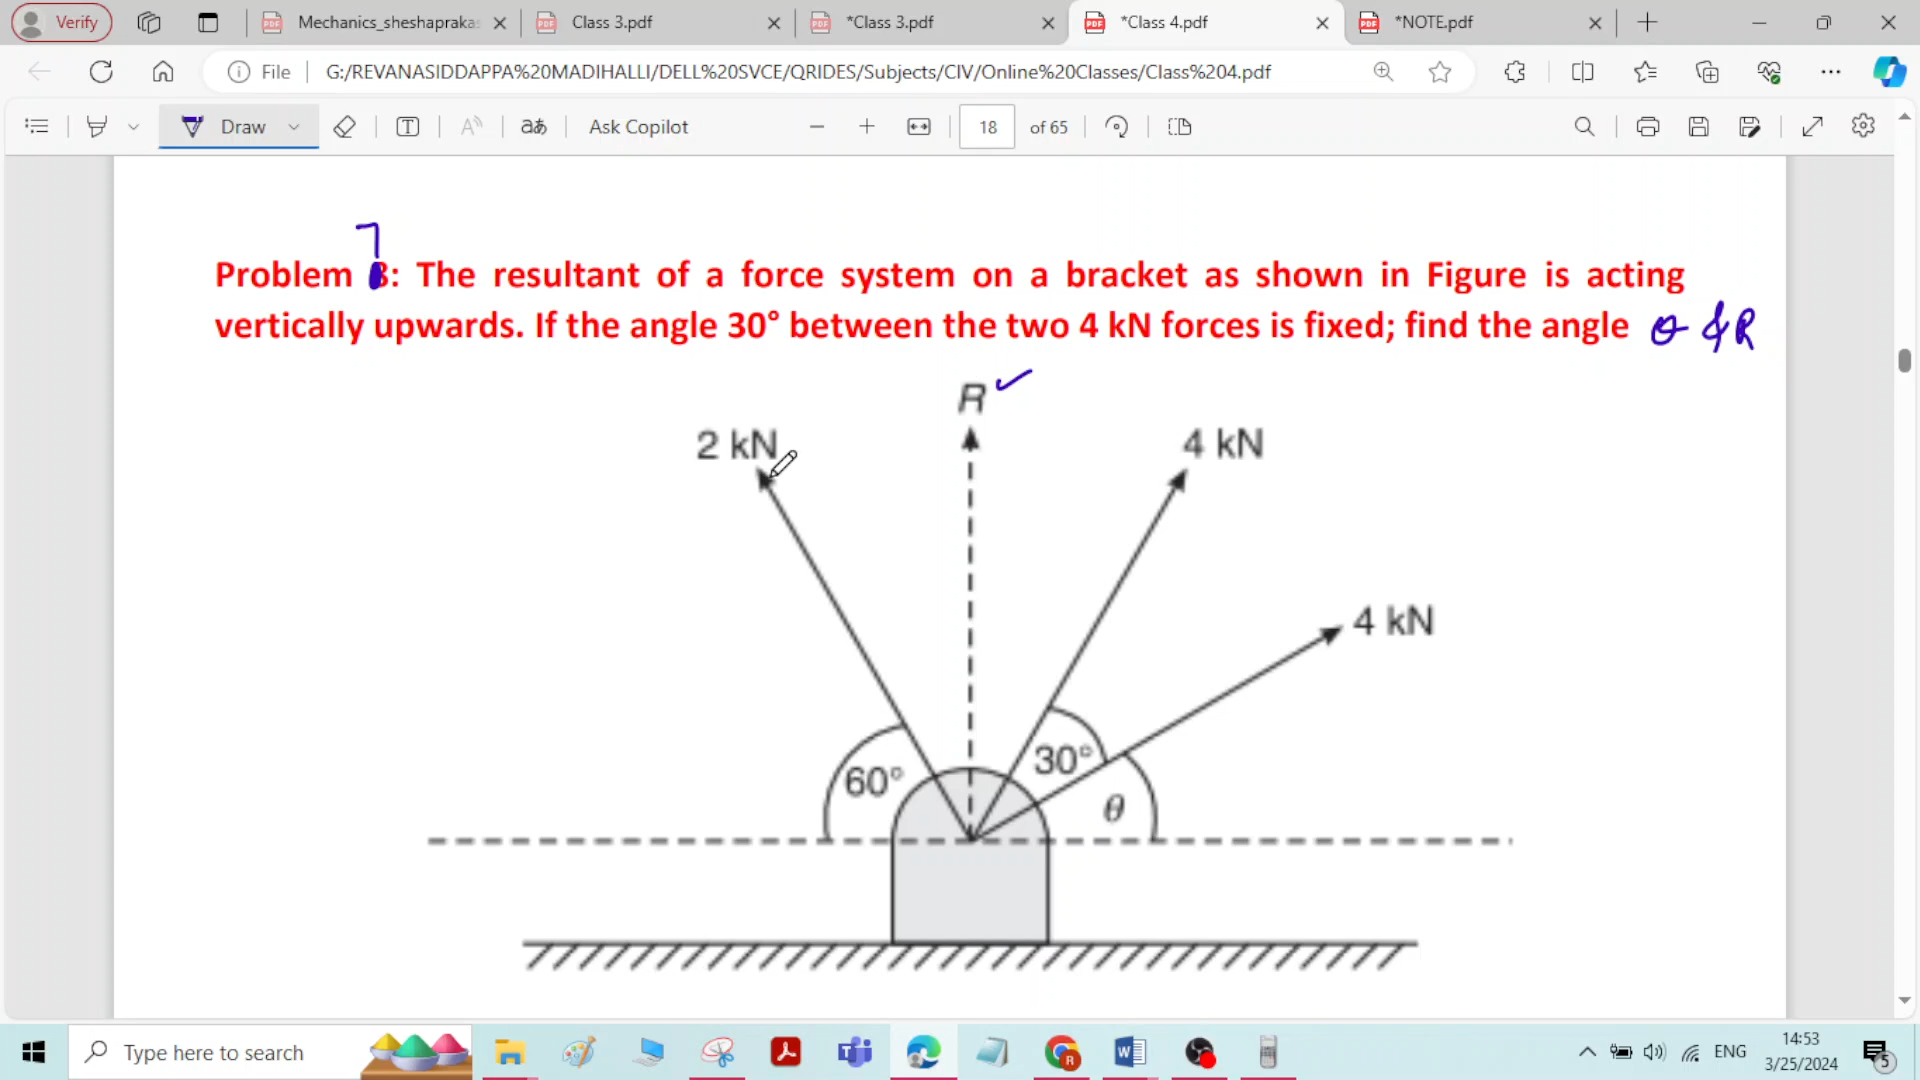 Verify
Mechanics_sheshapraka
Class 3.pdf
*Class 3.pdf
*Class 4.pdf
*NOTE.pdf
File
G:/REVANASIDDAPPA%20MADIHALLI/DELL%20SVCE/QRIDES/Subjects/CIV/Online%20Classes/Class%204.pdf
Draw
Ask Copilot
18
of 65
7
Problem 8: The resultant of a force system on a bracket as shown in Figure is acting
vertically upwards. If the angle 30° between the two 4 kN forces is fixed; find the angle θ & R
R
2 kN
4 kN
4 kN
30°
60°
θ
Type here to search
ENG
14:53
3/25/2024
5